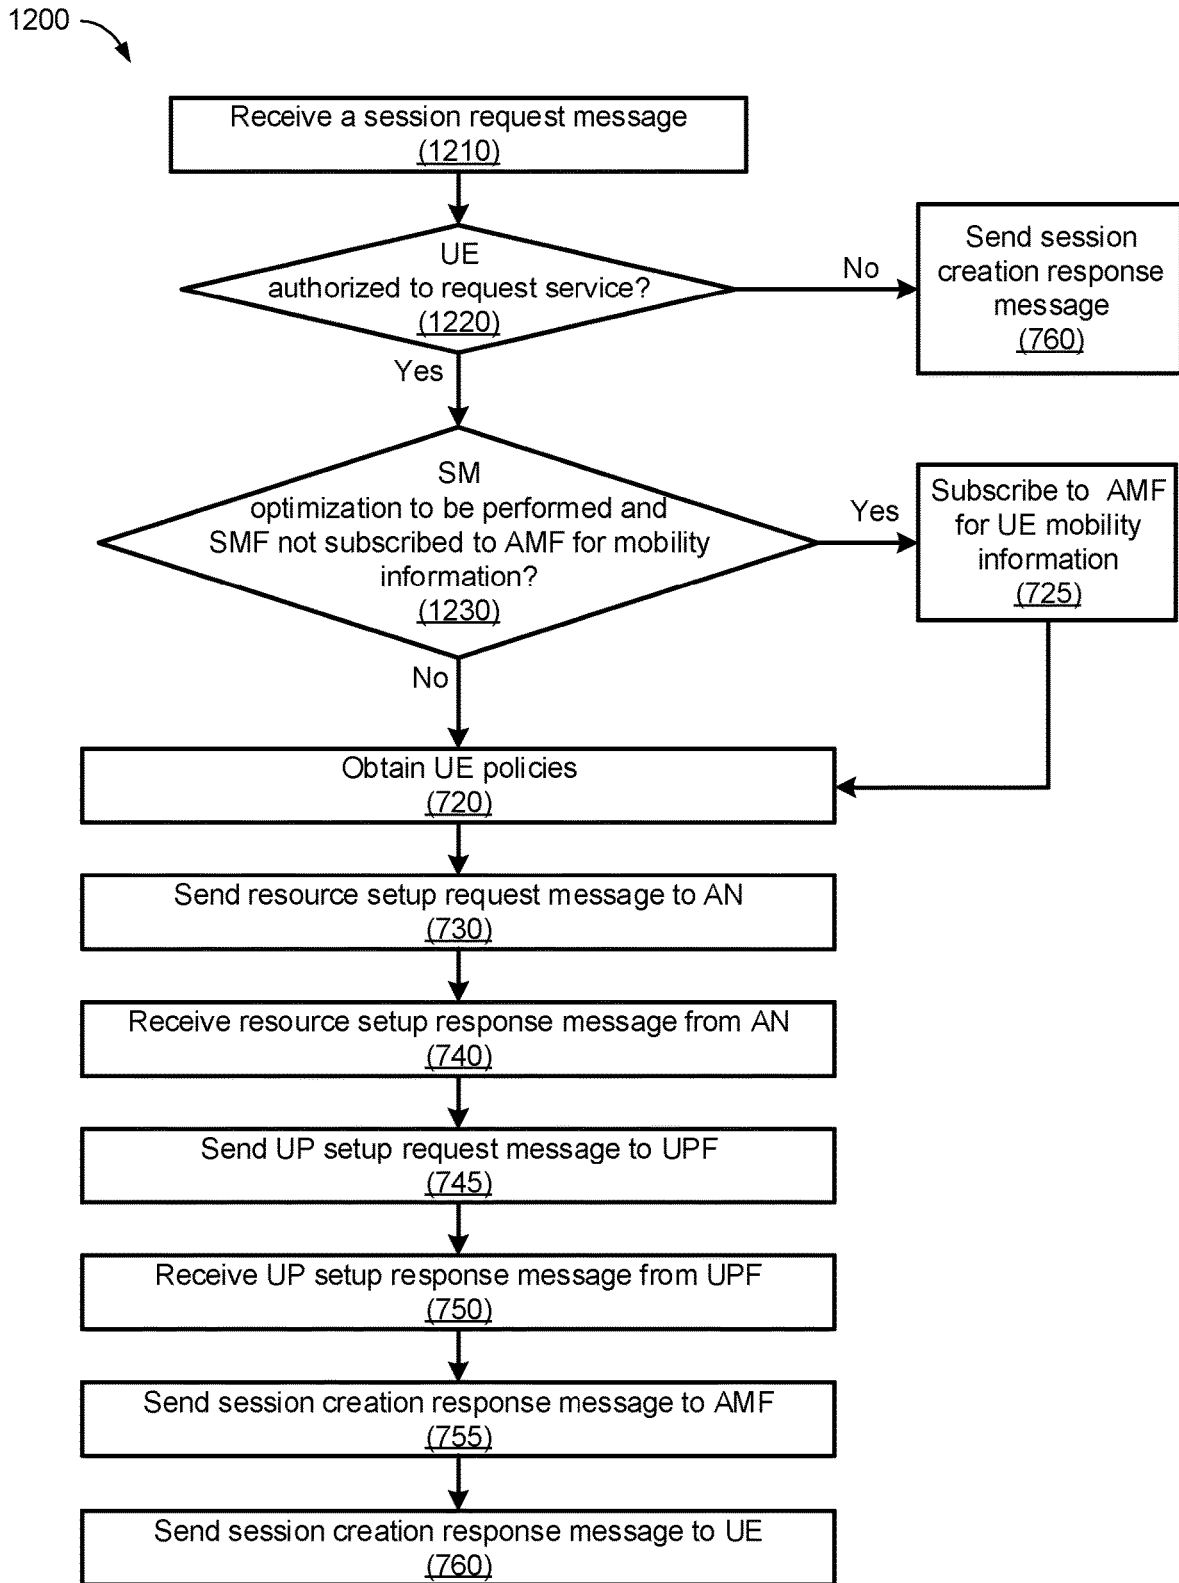 1200
Receive a session request message
(1210)
UE
authorized to request service?
(1220)
No
Send session
creation response
message
(760)
Yes
SM
optimization to be performed and
SMF not subscribed to AMF for mobility
information?
(1230)
Yes
Subscribe to AMF
for UE mobility
information
(725)
No
Obtain UE policies
(720)
Send resource setup request message to AN
(730)
Receive resource setup response message from AN
(740)
Send UP setup request message to UPF
(745)
Receive UP setup response message from UPF
(750)
Send session creation response message to AMF
(755)
Send session creation response message to UE
(760)